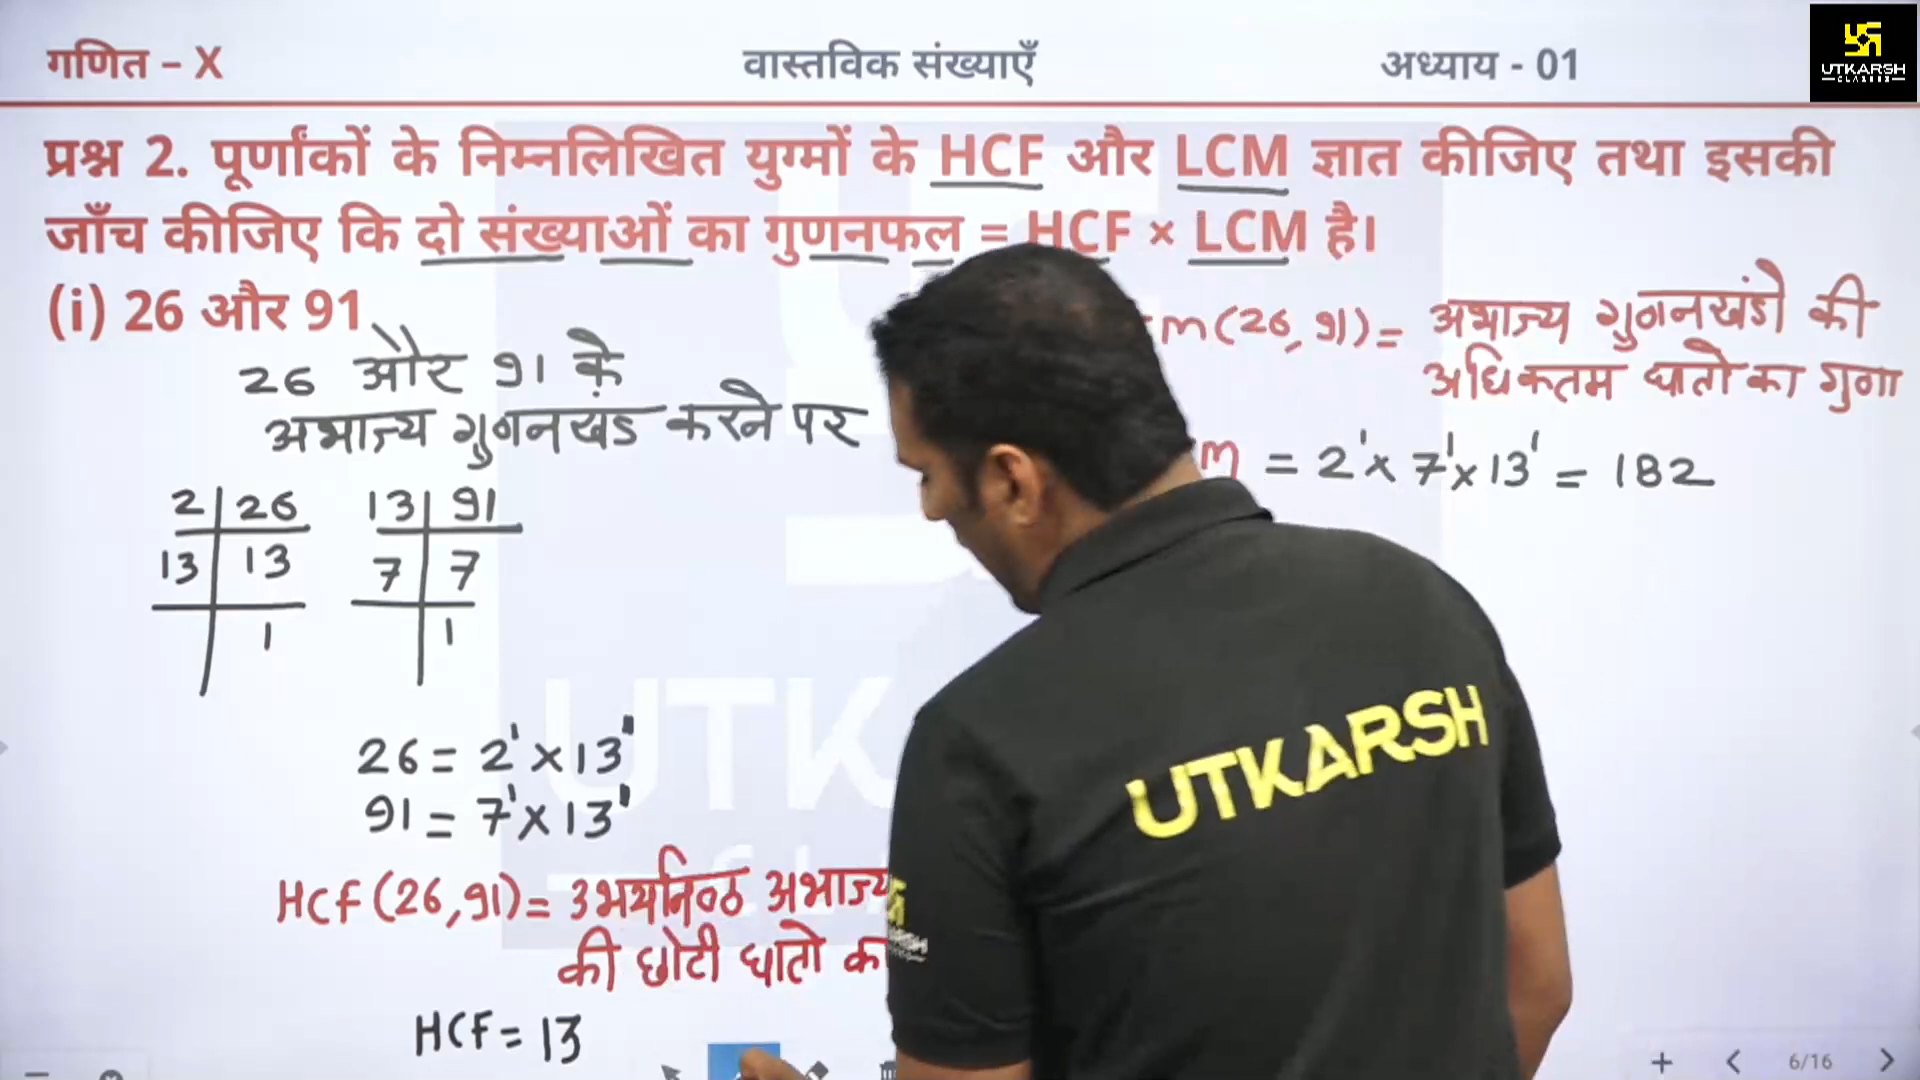 गणित – X वास्तविक संख्याएँ अध्याय - 01
UTKARSH
CLASSES
प्रश्न 2. पूर्णांकों के निम्नलिखित युग्मों के HCF और LCM ज्ञात कीजिए तथा इसकी
जाँच कीजिए कि दो संख्याओं का गुणनफल = HCF × LCM है।
(i) 26 और 91
26 और 91 के
अभाज्य गुणनखंड करने पर
2 26 13 91
13 13 7 7
1 1
26 = 2¹ × 13¹
91 = 7¹ × 13¹
HCF (26,91) = उभयनिष्ठ अभाज्य
की छोटी घातो का
HCF = 13
m (26, 91) = अभाज्य गुणनखंडो की
अधिकतम घातो का गुणा
m = 2¹ × 7¹ × 13¹ = 182
UTKARSH
6/16